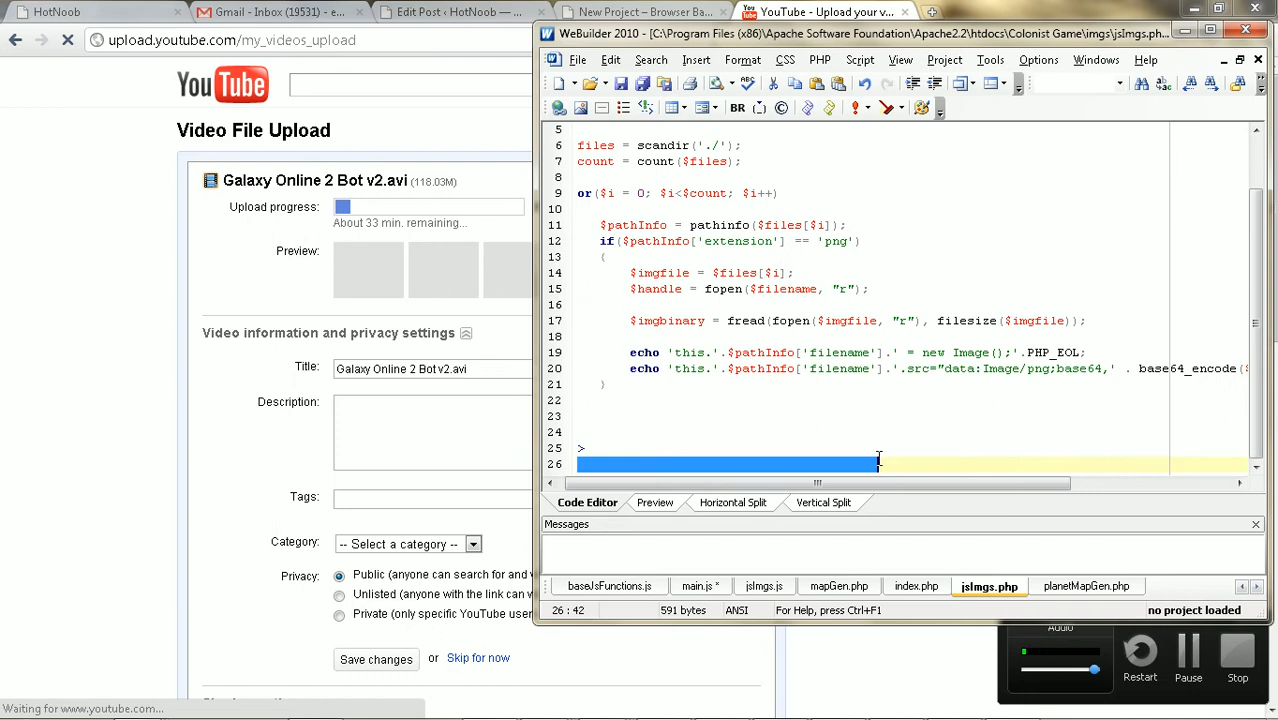 HotNoob
Gmail - Inbox (19531) - e...
Edit Post ‹ HotNoob —...
New Project – Browser Ba...
YouTube - Upload your v...
upload.youtube.com/my_videos_upload
YouTube
Video File Upload
Galaxy Online 2 Bot v2.avi (118.03M)
Upload progress:
About 33 min. remaining...
Preview:
Video information and privacy settings
Title: Galaxy Online 2 Bot v2.avi
Description:
Tags:
Category: -- Select a category --
Privacy: Public (anyone can search for and v
Unlisted (anyone with the link can v
Private (only specific YouTube user
Save changes or Skip for now
Waiting for www.youtube.com...
WeBuilder 2010 - [C:\Program Files (x86)\Apache Software Foundation\Apache2.2\htdocs\Colonist Game\imgs\jsImgs.ph...
File Edit Search Insert Format CSS PHP Script View Project Tools Options Windows Help
BR
5
6 files = scandir('./');
7 count = count($files);
8
9 or($i = 0; $i<$count; $i++)
10
11 $pathInfo = pathinfo($files[$i]);
12 if($pathInfo['extension'] == 'png')
13 {
14 $imgfile = $files[$i];
15 $handle = fopen($filename, "r");
16
17 $imgbinary = fread(fopen($imgfile, "r"), filesize($imgfile));
18
19 echo 'this.'.$pathInfo['filename'].' = new Image();'.PHP_EOL;
20 echo 'this.'.$pathInfo['filename'].'.src="data:Image/png;base64,' . base64_encode($
21 }
22
23
24
25 >
26
Code Editor Preview Horizontal Split Vertical Split
Messages
baseJsFunctions.js main.js * jsImgs.js mapGen.php index.php jsImgs.php planetMapGen.php
26 : 42 591 bytes ANSI For Help, press Ctrl+F1 no project loaded
Audio
Restart Pause Stop